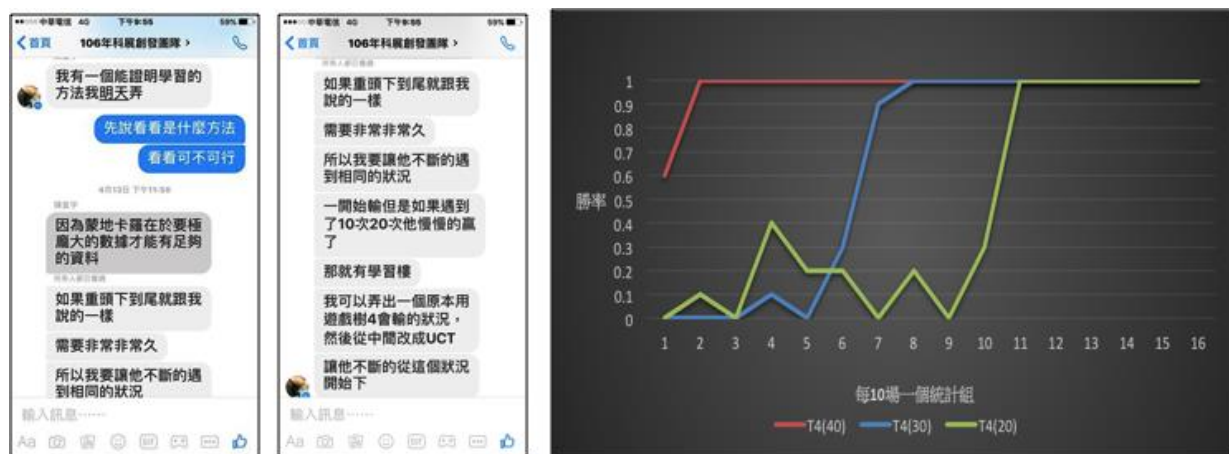 中華電信 4G 下午9:55 59%
首頁 106年科展創發團隊 >
我有一個能證明學習的
方法我明天弄
先說看看是什麼方法
看看可不可行
因為蒙地卡羅在於要極
龐大的數據才能有足夠
的資料
如果重頭下到尾就跟我
說的一樣
需要非常非常久
所以我要讓他不斷的遇
到相同的狀況
輸入訊息……
Aa
GIF
中華電信 4G 下午9:55 59%
首頁 106年科展創發團隊 >
如果重頭下到尾就跟我
說的一樣
需要非常非常久
所以我要讓他不斷的遇
到相同的狀況
一開始輸但是如果遇到
了10次20次他慢慢的贏
了
那就有學習樓
我可以弄出一個原本用
遊戲樹4會輸的狀況，
然後從中間改成UCT
讓他不斷的從這個狀況
開始下
輸入訊息……
Aa
GIF
1
0.9
0.8
0.7
0.6
勝率 0.5
0.4
0.3
0.2
0.1
0
1 2 3 4 5 6 7 8 9 10 11 12 13 14 15 16
每10場一個統計組
T4(40) T4(30) T4(20)